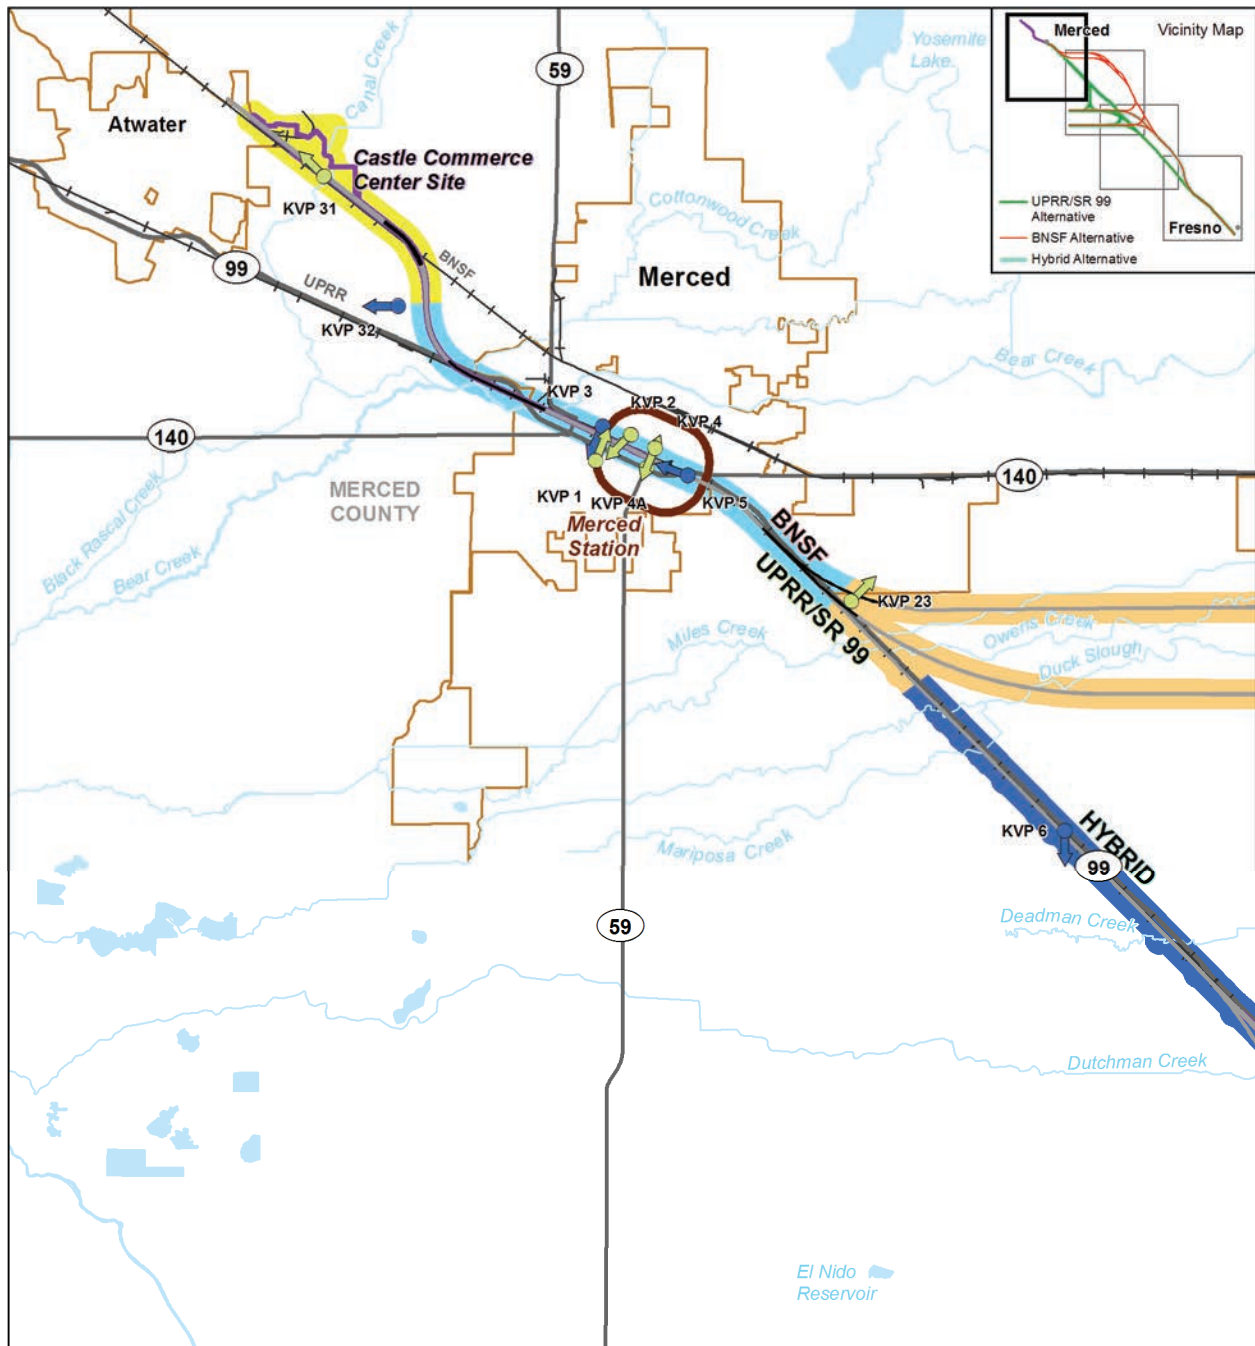 Merced
Vicinity Map
UPRR/SR 99
Alternative
BNSF Alternative
Hybrid Alternative
Fresno
Yosemite
Lake.
59
Canal Creek
Atwater
Castle Commerce
Center Site
KVP 31
Cottonwood Creek
99
BNSF
UPRR
Merced
KVP 32
Bear Creek
KVP 3
KVP 2
KVP 4
140
140
MERCED
COUNTY
KVP 1
KVP 4A
KVP 5
Merced
Station
Black Rascal Creek
Bear Creek
BNSF
UPRR/SR 99
KVP 23
Miles Creek
Owens Creek
Duck Slough
KVP 6
HYBRID
99
Mariposa Creek
59
Deadman Creek
Dutchman Creek
El Nido
Reservoir